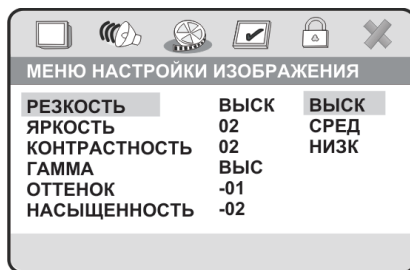 МЕНЮ НАСТРОЙКИ ИЗОБРАЖЕНИЯ
РЕЗКОСТЬ ВЫСК ВЫСК
ЯРКОСТЬ 02 СРЕД
КОНТРАСТНОСТЬ 02 НИЗК
ГАММА ВЫС
ОТТЕНОК -01
НАСЫЩЕННОСТЬ -02